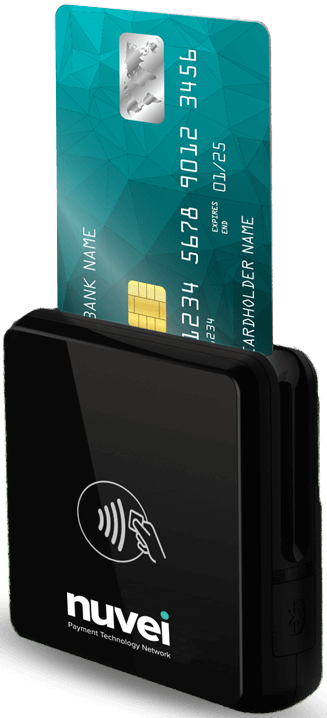 BANK NAME
1234 5678 9012 3456
1234
EXPIRES
END
01/25
CARDHOLDER NAME
nuvei
Payment Technology Network